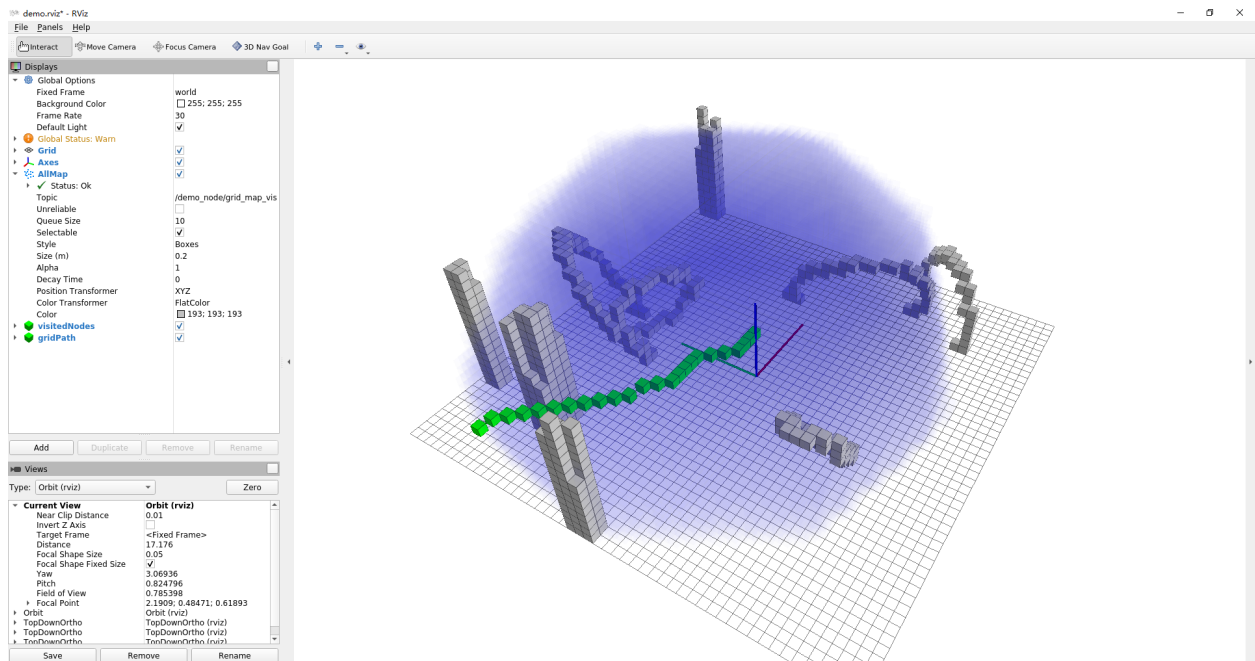 demo.rviz* - RViz
File Panels Help
Interact Move Camera Focus Camera 3D Nav Goal
Displays
Global Options
Fixed Frame world
Background Color 255; 255; 255
Frame Rate 30
Default Light
Global Status: Warn
Grid
Axes
AllMap
Status: Ok
Topic /demo_node/grid_map_vis
Unreliable
Queue Size 10
Selectable
Style Boxes
Size (m) 0.2
Alpha 1
Decay Time 0
Position Transformer XYZ
Color Transformer FlatColor
Color 193; 193; 193
visitedNodes
gridPath
Add Duplicate Remove Rename
Views
Type: Orbit (rviz) Zero
Current View Orbit (rviz)
Near Clip Distance 0.01
Invert Z Axis
Target Frame <Fixed Frame>
Distance 17.176
Focal Shape Size 0.05
Focal Shape Fixed Size
Yaw 3.06936
Pitch 0.824796
Field of View 0.785398
Focal Point 2.1909; 0.48471; 0.61893
Orbit Orbit (rviz)
TopDownOrtho TopDownOrtho (rviz)
TopDownOrtho TopDownOrtho (rviz)
TopDownOrtho TopDownOrtho (rviz)
Save Remove Rename